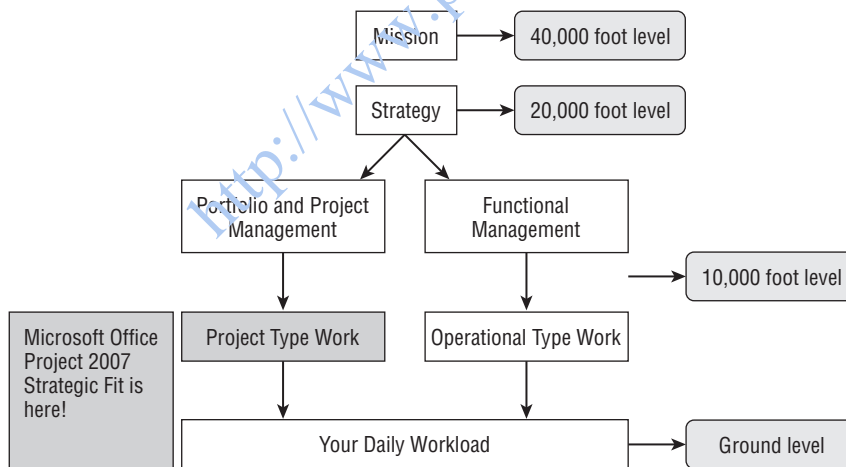 Mission
40,000 foot level
Strategy
20,000 foot level
Portfolio and Project
Management
Functional
Management
10,000 foot level
Microsoft Office
Project 2007
Strategic Fit is
here!
Project Type Work
Operational Type Work
Your Daily Workload
Ground level
http://www.p